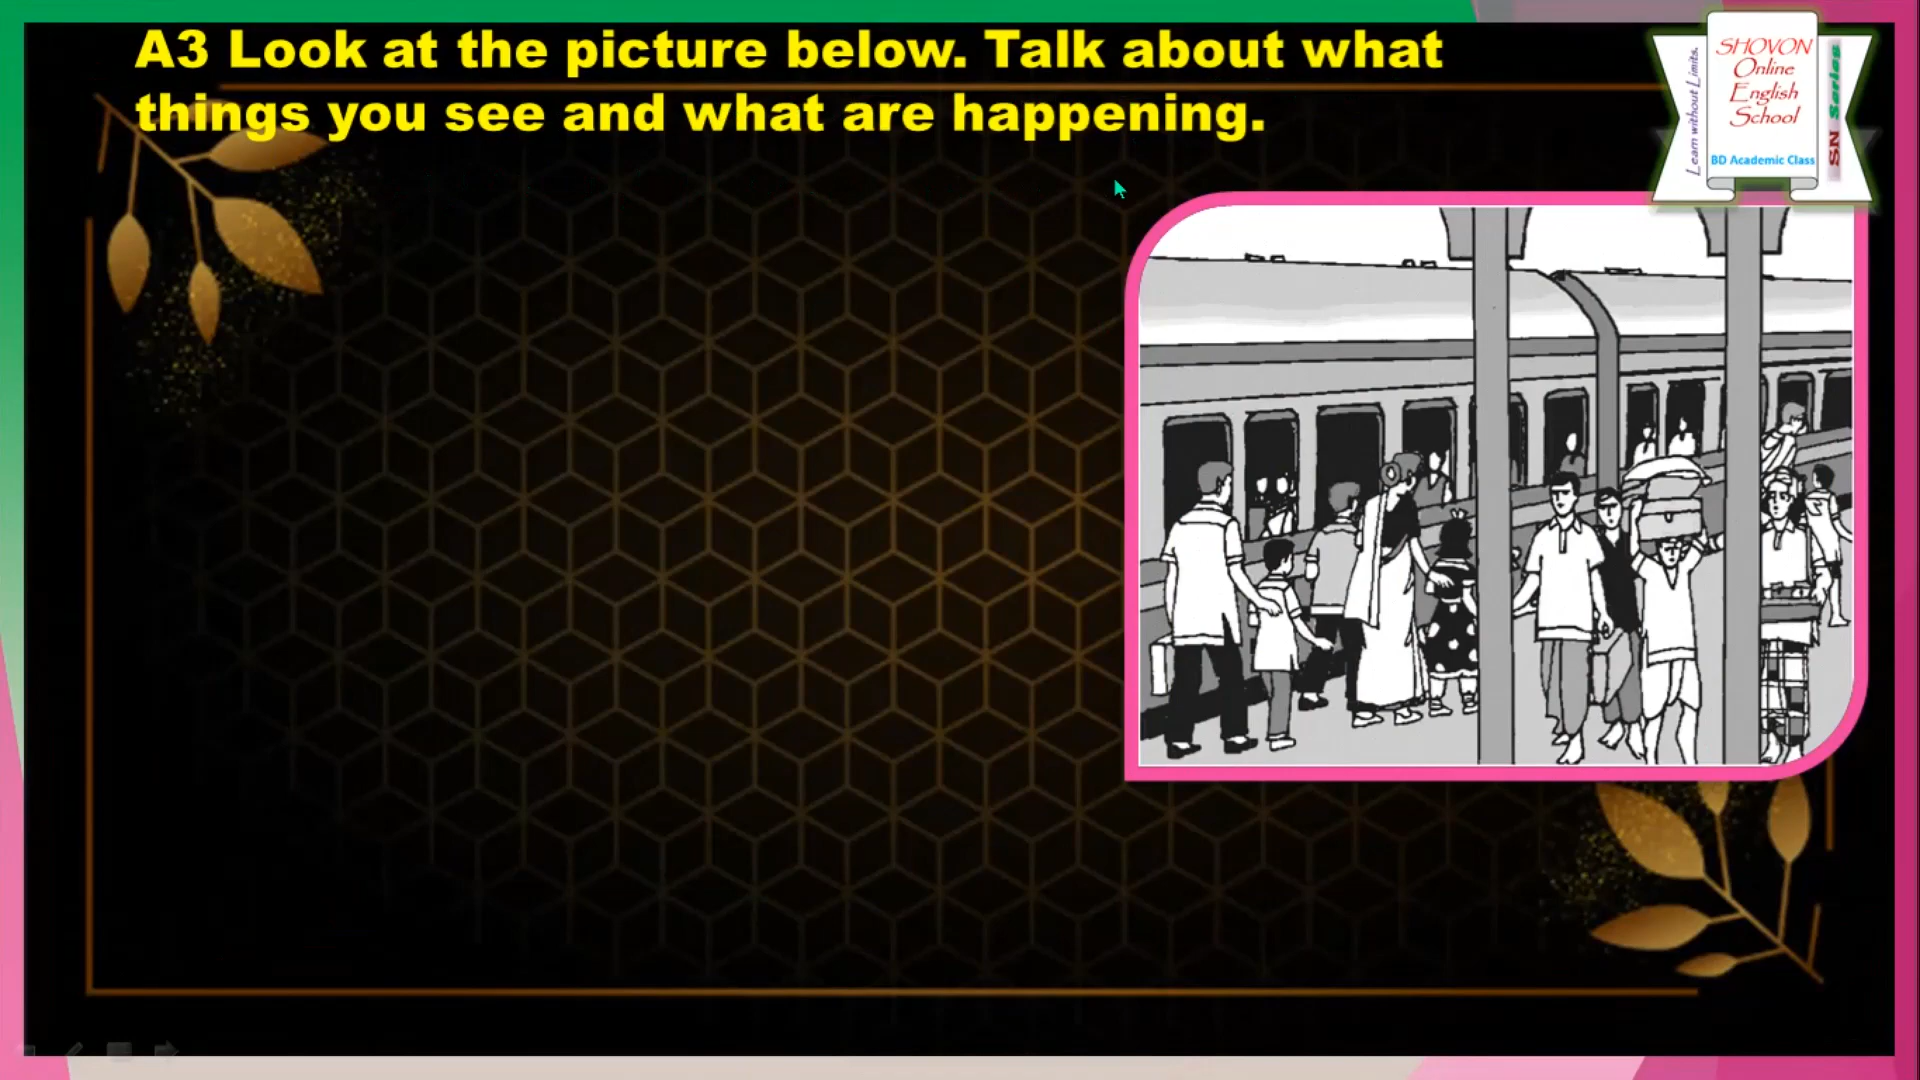 A3 Look at the picture below. Talk about what
things you see and what are happening.
Learn without Limits.
SHOVON
Online
English
School
BD Academic Class
SN Series